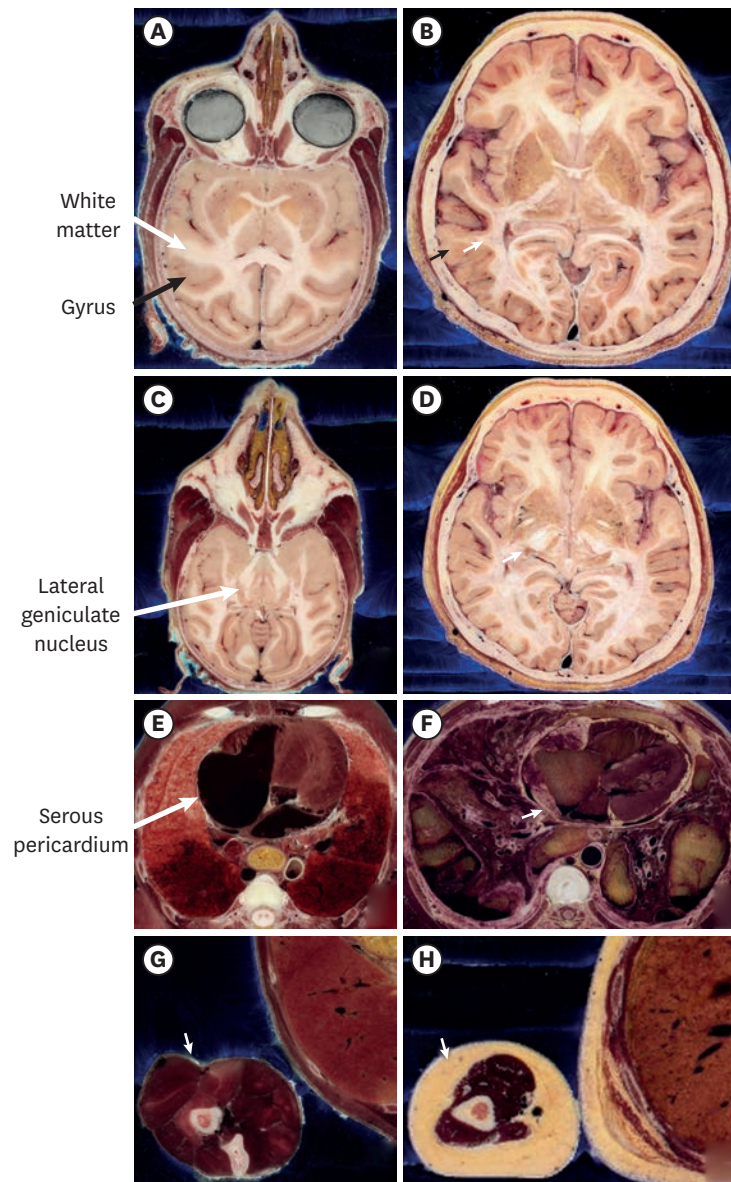 A
B
White
matter
Gyrus
C
D
Lateral
geniculate
nucleus
E
F
Serous
pericardium
G
H